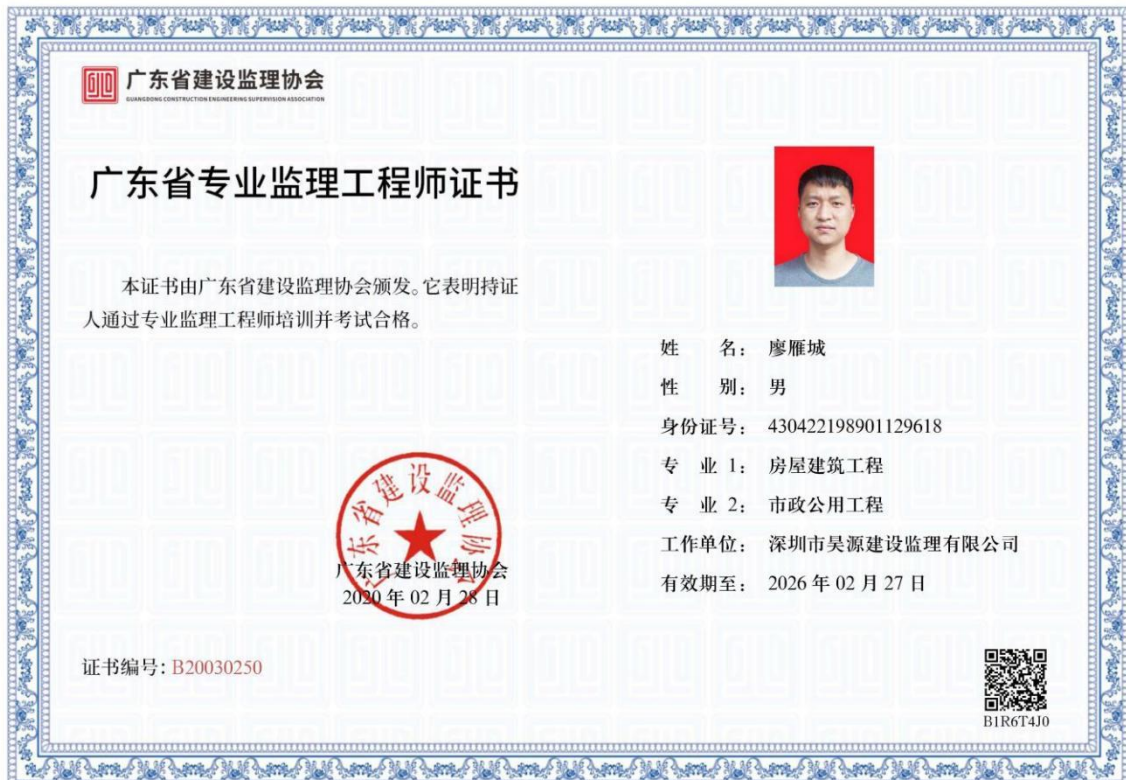 广东省建设监理协会
GUANGDONG CONSTRUCTION ENGINEERING SUPERVISION ASSOCIATION
广东省专业监理工程师证书
本证书由广东省建设监理协会颁发。它表明持证
人通过专业监理工程师培训并考试合格。
姓 名： 廖雁城
性 别： 男
身份证号： 430422198901129618
专 业 1： 房屋建筑工程
专 业 2： 市政公用工程
工作单位： 深圳市昊源建设监理有限公司
有效期至： 2026 年 02 月 27 日
广东省建设监理协会
广东省建设监理协会
2020 年 02 月 28 日
证书编号：B20030250
B1R6T4J0